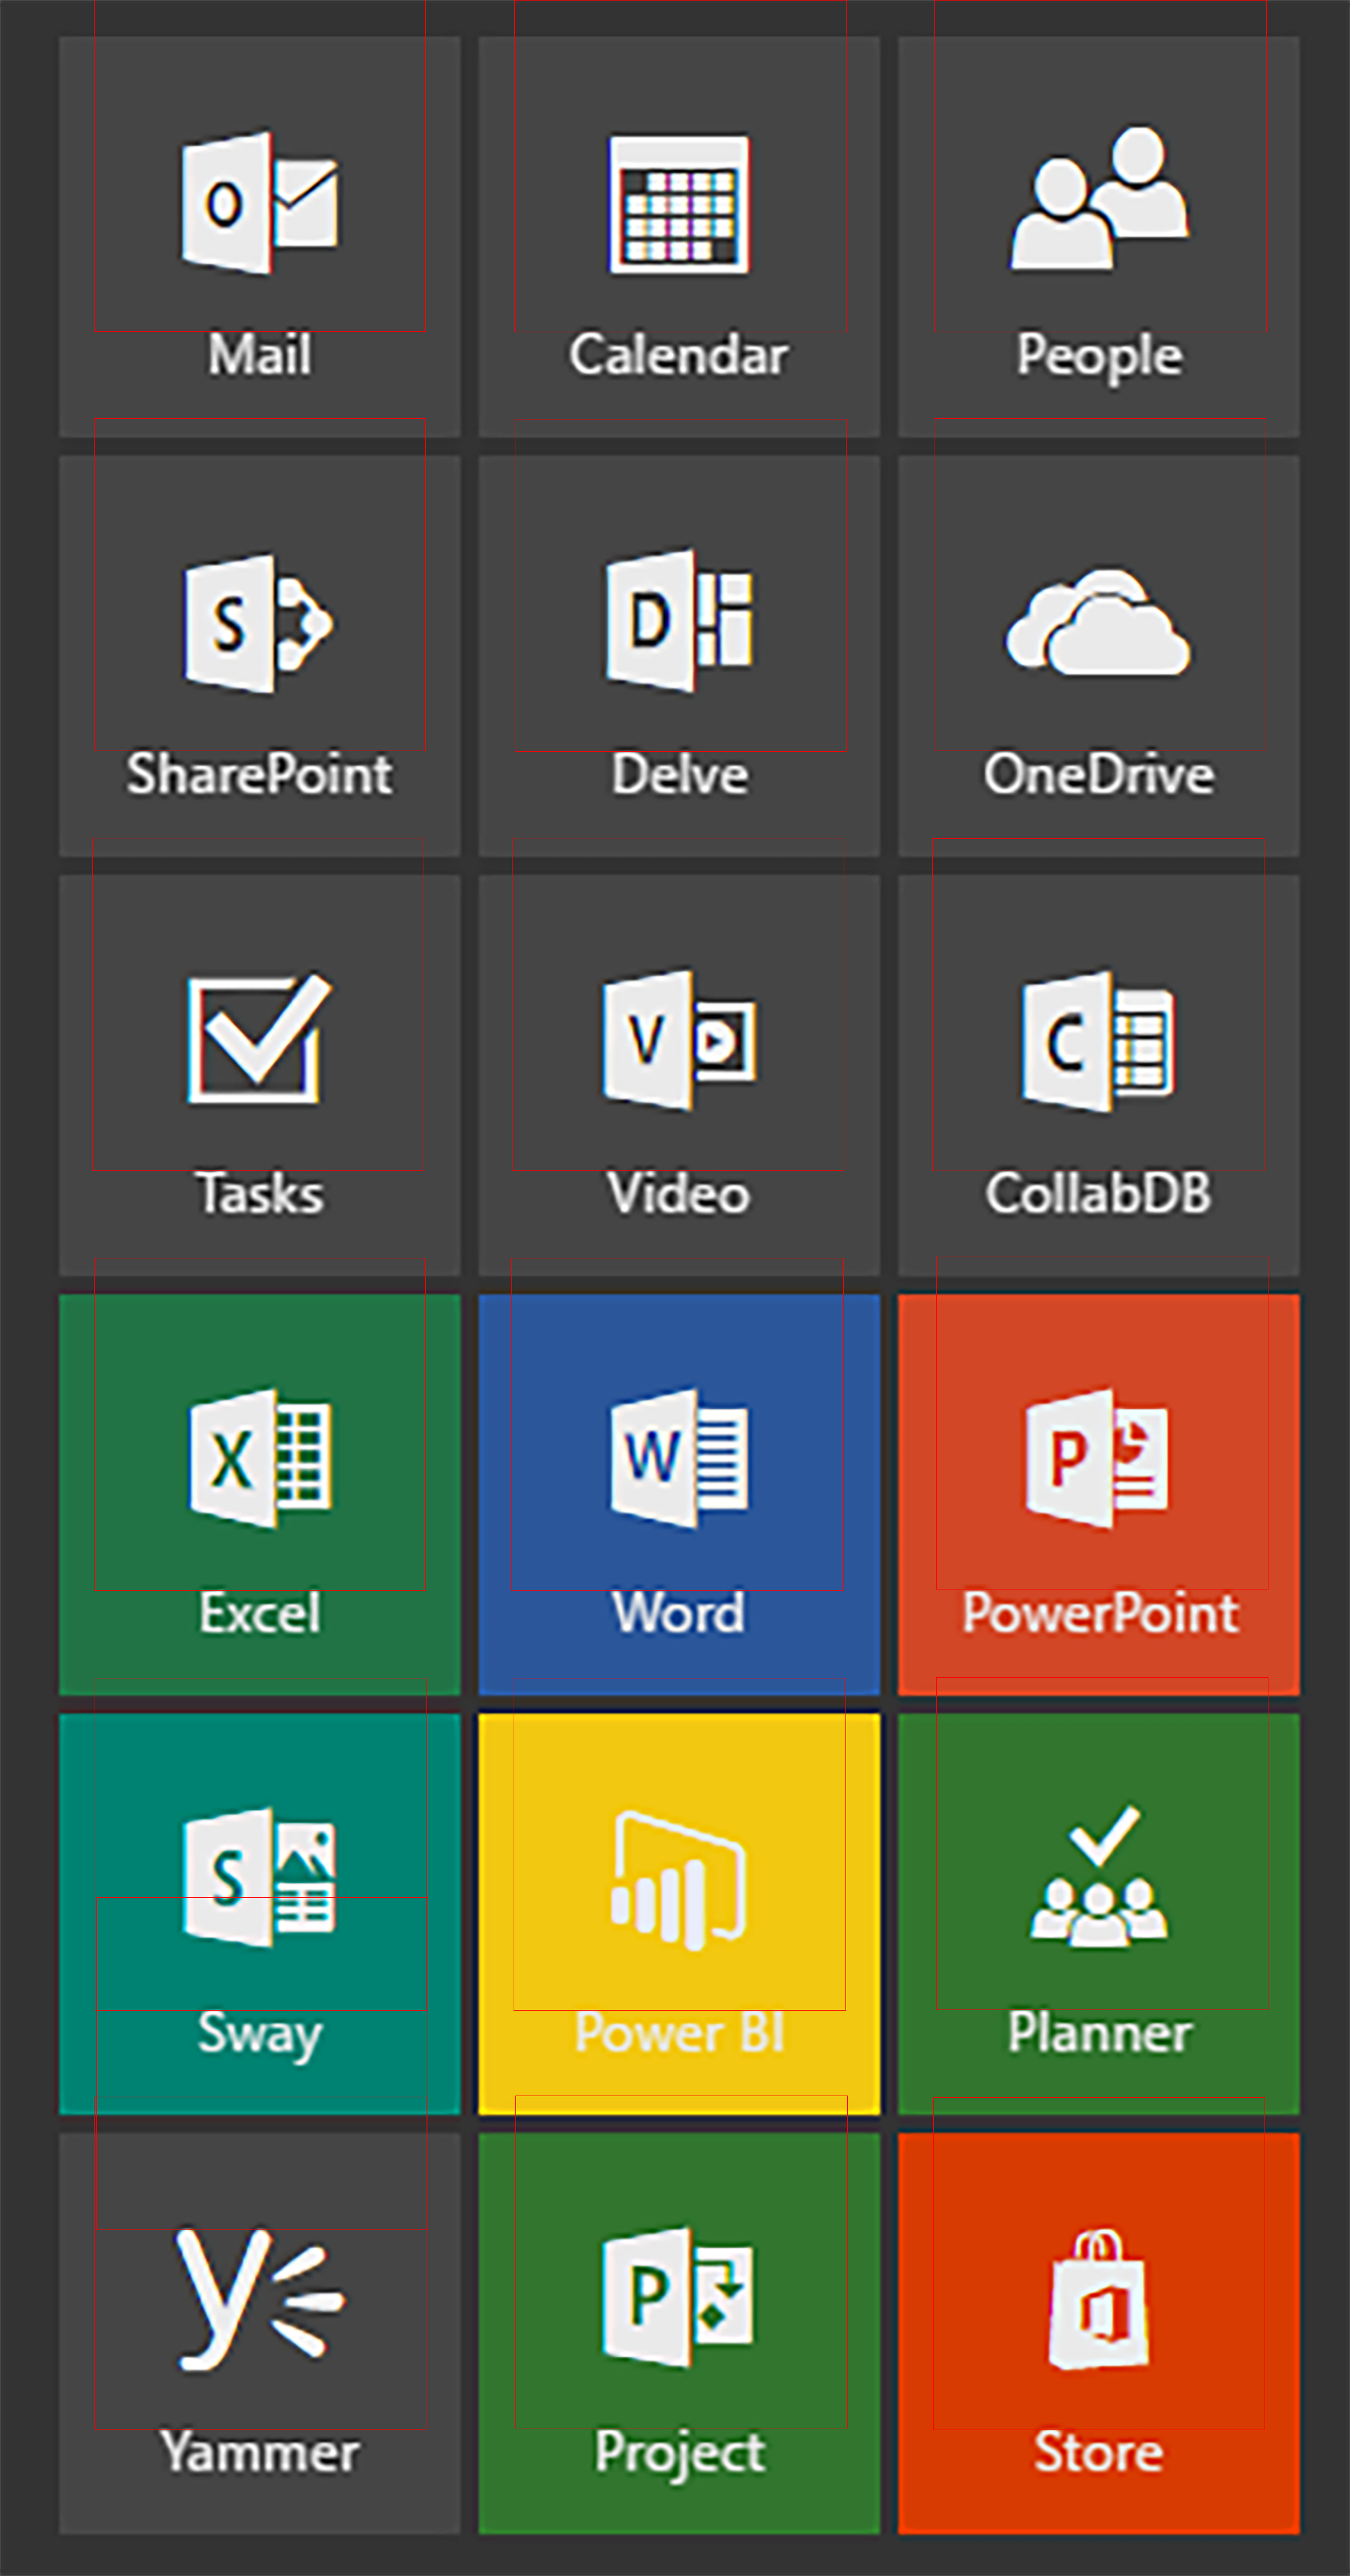 O
Mail
Calendar
People
S
SharePoint
D
Delve
OneDrive
Tasks
V
Video
C
CollabDB
X
Excel
W
Word
P
PowerPoint
S
Sway
Power BI
Planner
y
Yammer
P
Project
Store